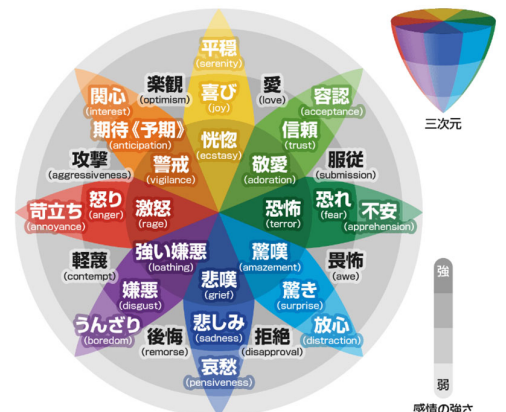 平穏
(serenity)
喜び
(joy)
恍惚
(ecstasy)
楽観
(optimism)
愛
(love)
関心
(interest)
期待《予期》
(anticipation)
警戒
(vigilance)
容認
(acceptance)
信頼
(trust)
敬愛
(adoration)
攻撃
(aggressiveness)
服従
(submission)
苛立ち
(annoyance)
怒り
(anger)
激怒
(rage)
恐怖
(terror)
恐れ
(fear)
不安
(apprehension)
軽蔑
(contempt)
強い嫌悪
(loathing)
嫌悪
(disgust)
うんざり
(boredom)
悲嘆
(grief)
悲しみ
(sadness)
哀愁
(pensiveness)
驚嘆
(amazement)
驚き
(surprise)
放心
(distraction)
畏怖
(awe)
後悔
(remorse)
拒絶
(disapproval)
三次元
強
弱
感情の強さ